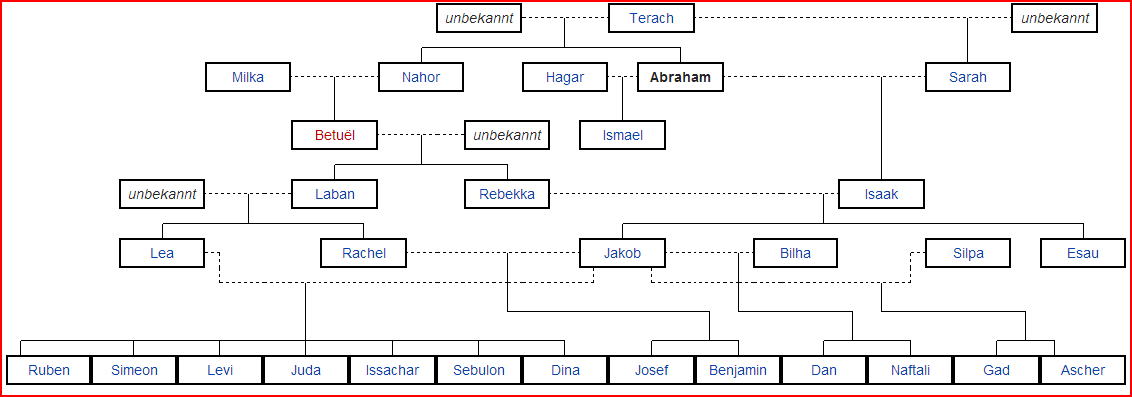 unbekannt Terach unbekannt
Milka Nahor Hagar Abraham Sarah
Betuël unbekannt Ismael
unbekannt Laban Rebekka Isaak
Lea Rachel Jakob Bilha Silpa Esau
Ruben Simeon Levi Juda Issachar Sebulon Dina Josef Benjamin Dan Naftali Gad Ascher